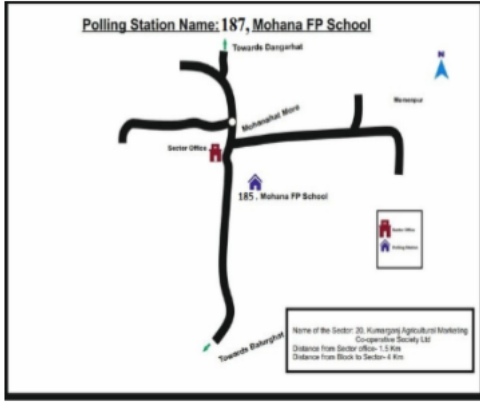 Polling Station Name: 187, Mohana FP School
Towards Dangarhat
N
Mohanahat More
Sector Office
185 . Mohana FP School
Sector Office
Polling Station
Towards Balurghat
Name of the Sector: 20, Kumarganj Agricultural Marketing
Co-operative Society Ltd
Distance from Sector office- 1.5 Km
Distance from Block to Sector- 4 Km